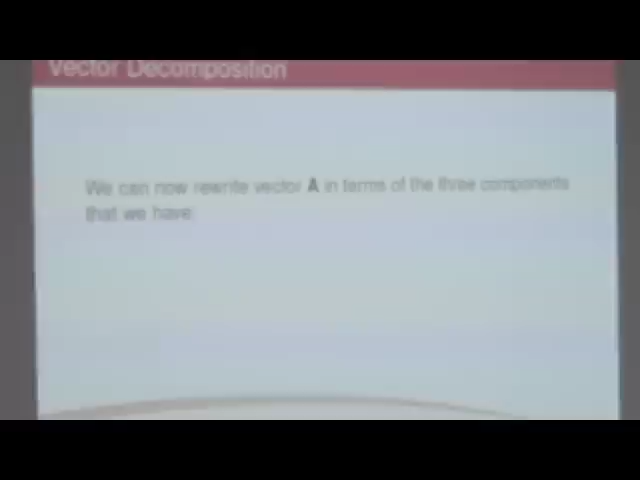 Vector Decomposition
We can now rewrite vector A in terms of the three components
that we have: